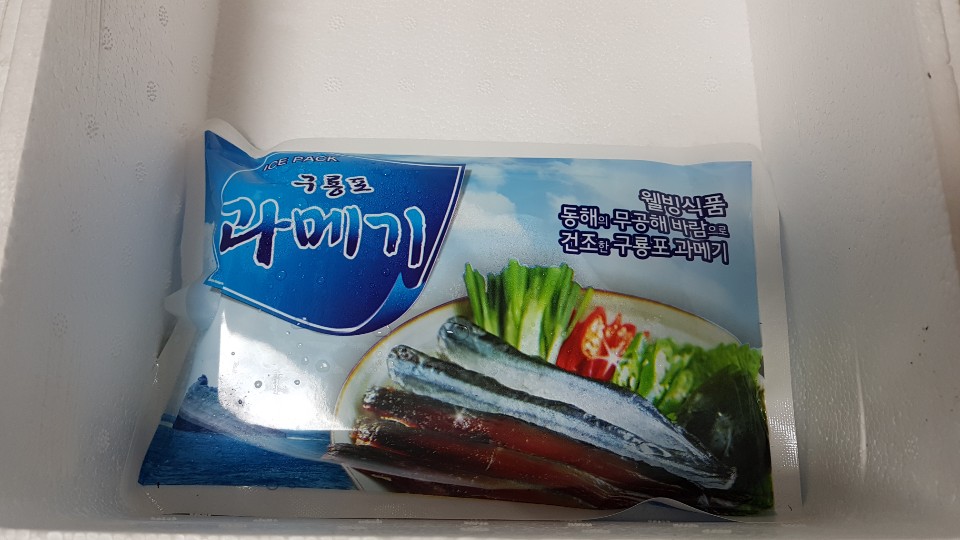 ICE PACK
구룡포
과메기
웰빙식품
동해의 무공해 바람으로
건조한 구룡포 과메기